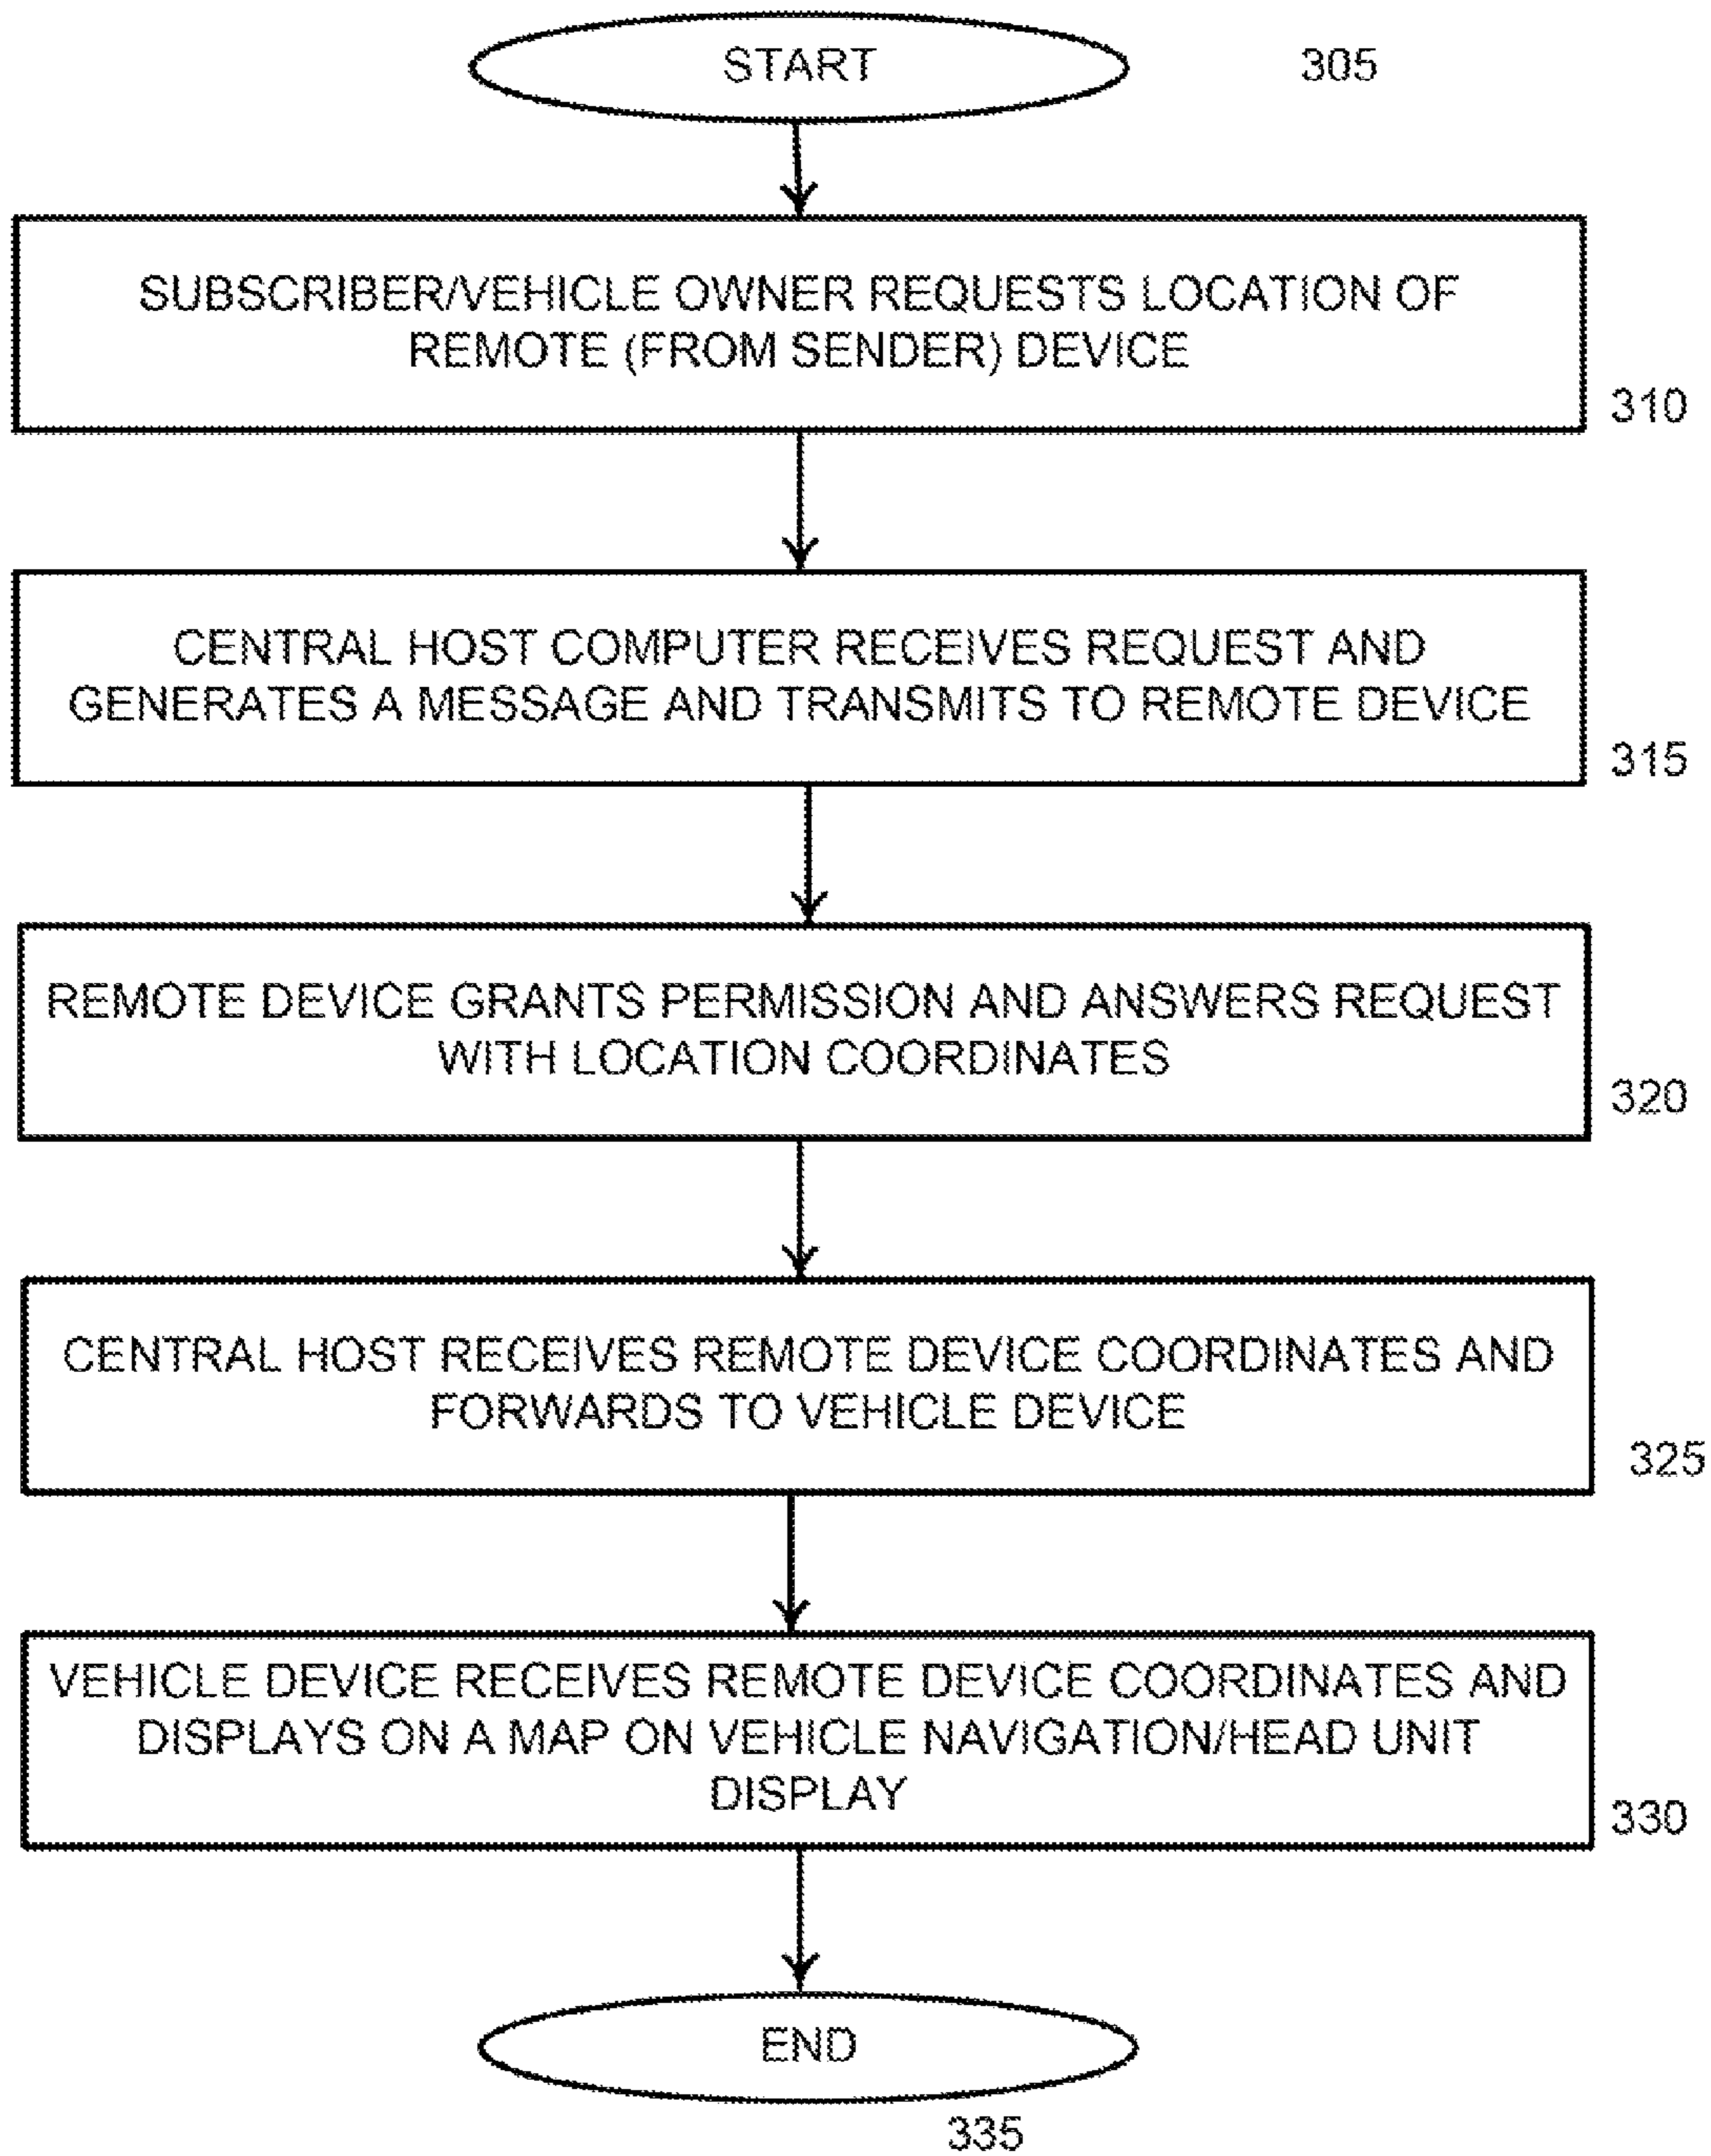 START
305
SUBSCRIBER/VEHICLE OWNER REQUESTS LOCATION OF
REMOTE (FROM SENDER) DEVICE
310
CENTRAL HOST COMPUTER RECEIVES REQUEST AND
GENERATES A MESSAGE AND TRANSMITS TO REMOTE DEVICE
315
REMOTE DEVICE GRANTS PERMISSION AND ANSWERS REQUEST
WITH LOCATION COORDINATES
320
CENTRAL HOST RECEIVES REMOTE DEVICE COORDINATES AND
FORWARDS TO VEHICLE DEVICE
325
VEHICLE DEVICE RECEIVES REMOTE DEVICE COORDINATES AND
DISPLAYS ON A MAP ON VEHICLE NAVIGATION/HEAD UNIT
DISPLAY
330
END
335